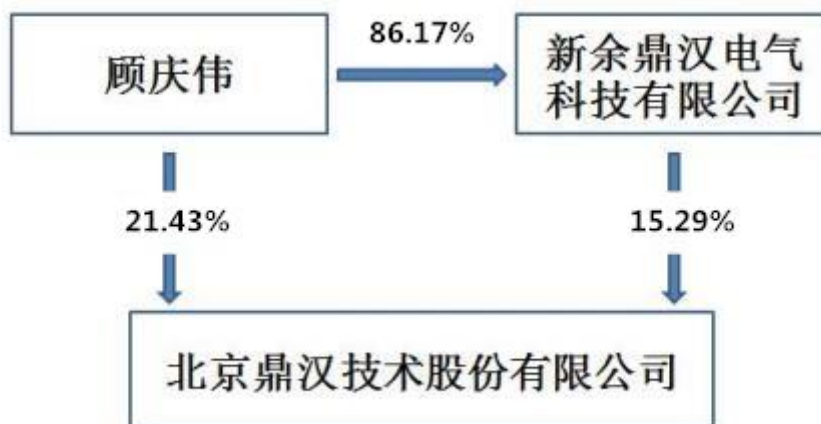 86.17%
顾庆伟
新余鼎汉电气
科技有限公司
21.43%
15.29%
北京鼎汉技术股份有限公司